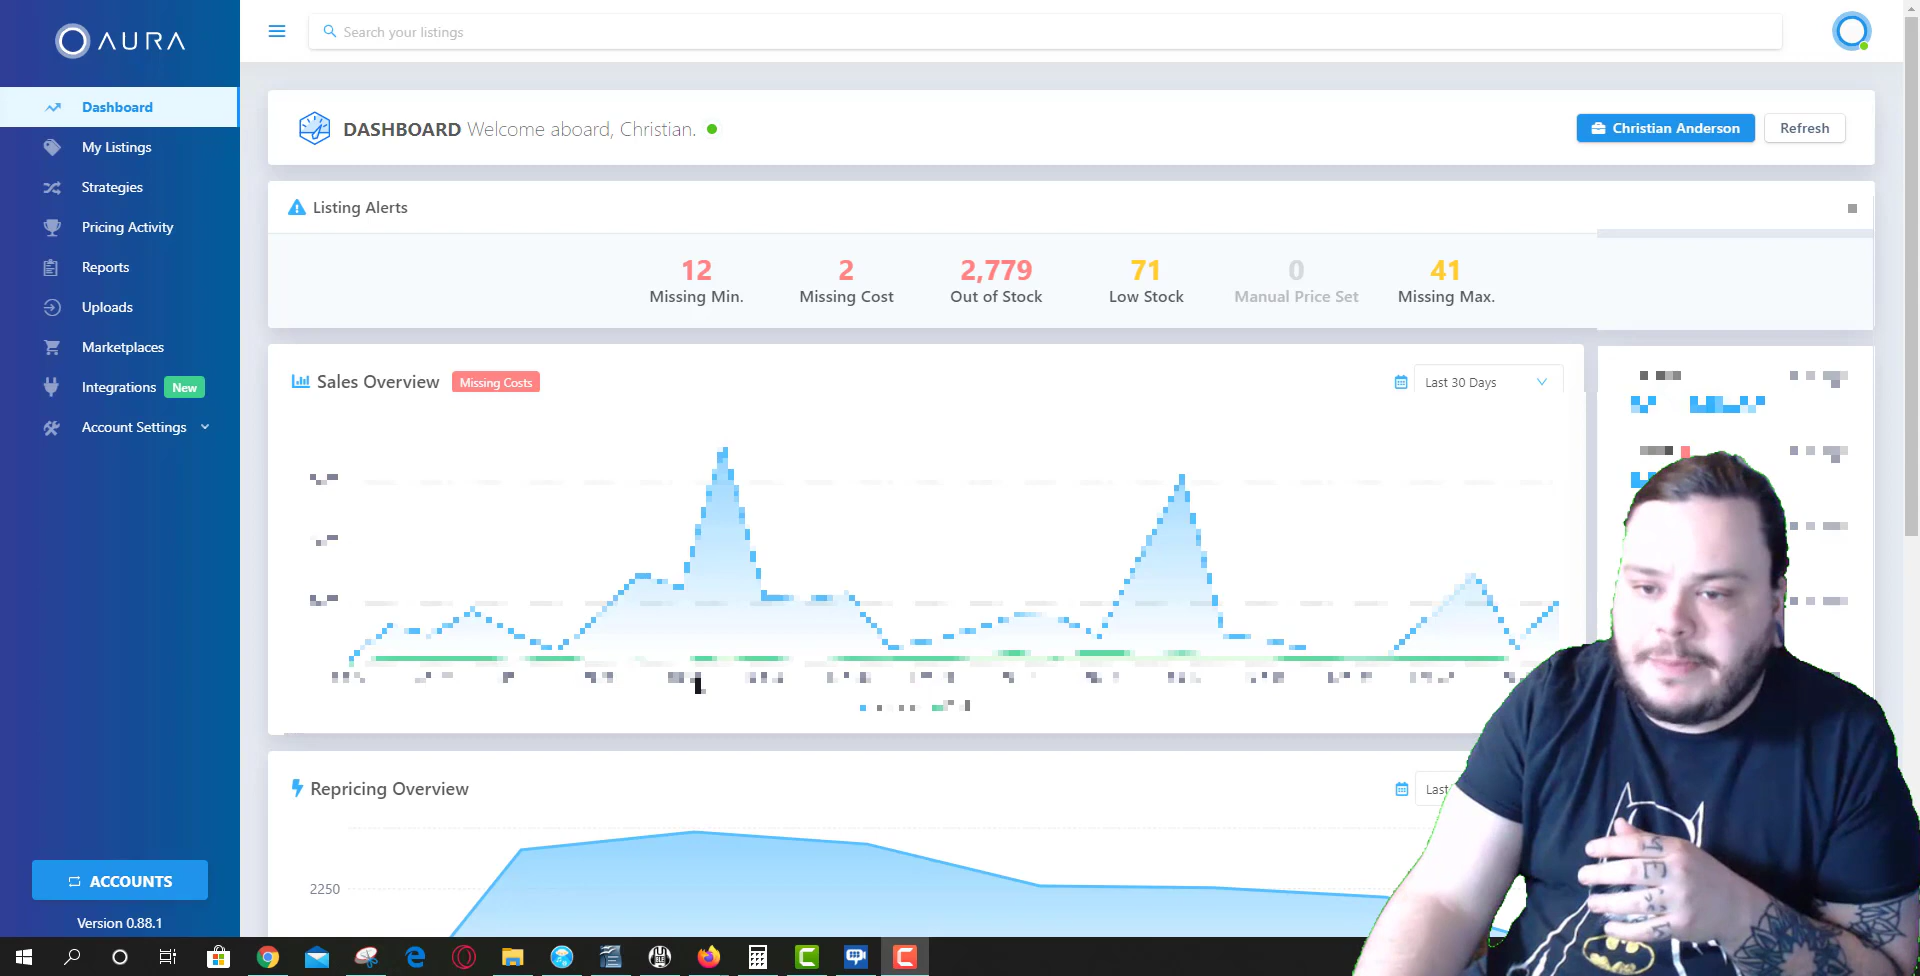 AURA
Search your listings
Dashboard
My Listings
Strategies
Pricing Activity
Reports
Uploads
Marketplaces
Integrations New
Account Settings
ACCOUNTS
Version 0.88.1
DASHBOARD Welcome aboard, Christian.
Christian Anderson
Refresh
Listing Alerts
12
Missing Min.
2
Missing Cost
2,779
Out of Stock
71
Low Stock
0
Manual Price Set
41
Missing Max.
Sales Overview Missing Costs
Last 30 Days
Repricing Overview
Last
2250